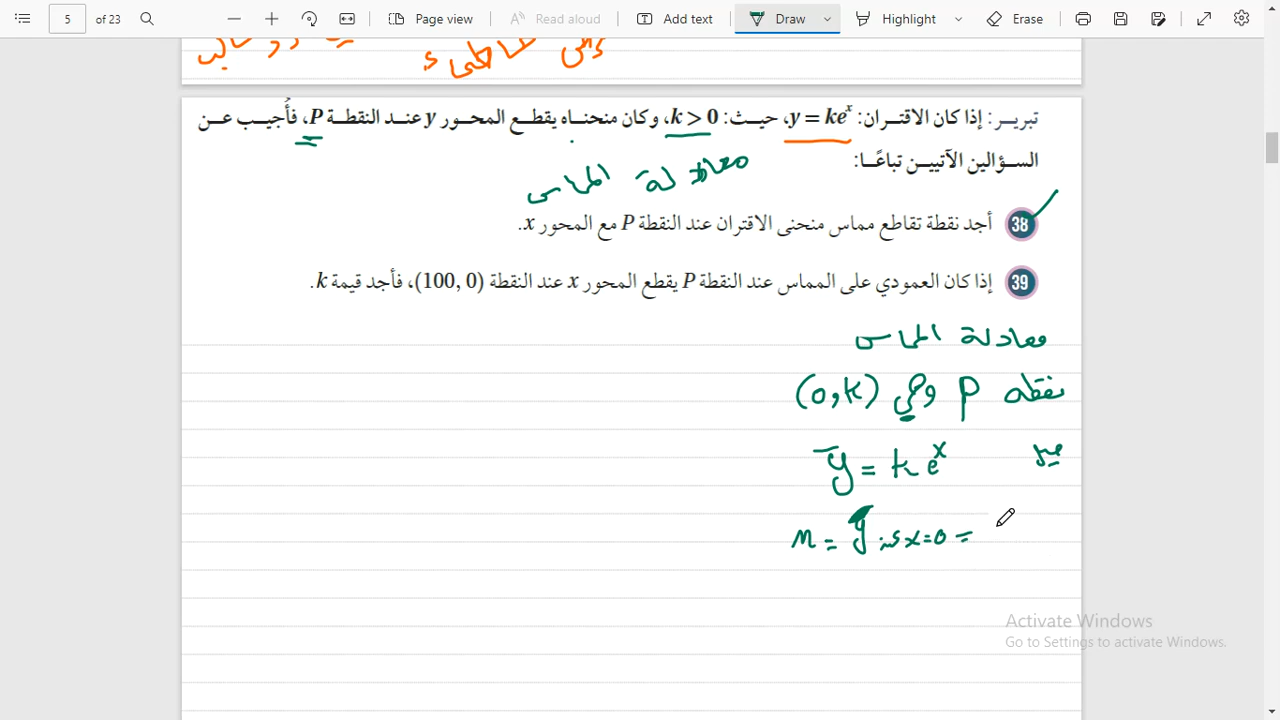 5 of 23 Page view Read aloud Add text Draw Highlight Erase
تبرير: إذا كان الاقتران: y = ke^x، حيث: k > 0، وكان منحناه يقطع المحور y عند النقطة P، فأُجيب عن
السؤالين الآتيين تباعًا:
معادلة المماس
38 أجد نقطة تقاطع مماس منحنى الاقتران عند النقطة P مع المحور x.
39 إذا كان العمودي على المماس عند النقطة P يقطع المحور x عند النقطة (100, 0)، فأجد قيمة k.
معادلة المماس
نقطه P وهي (0, k)
y = k e^x
m = y عند x=0 =
Activate Windows
Go to Settings to activate Windows.